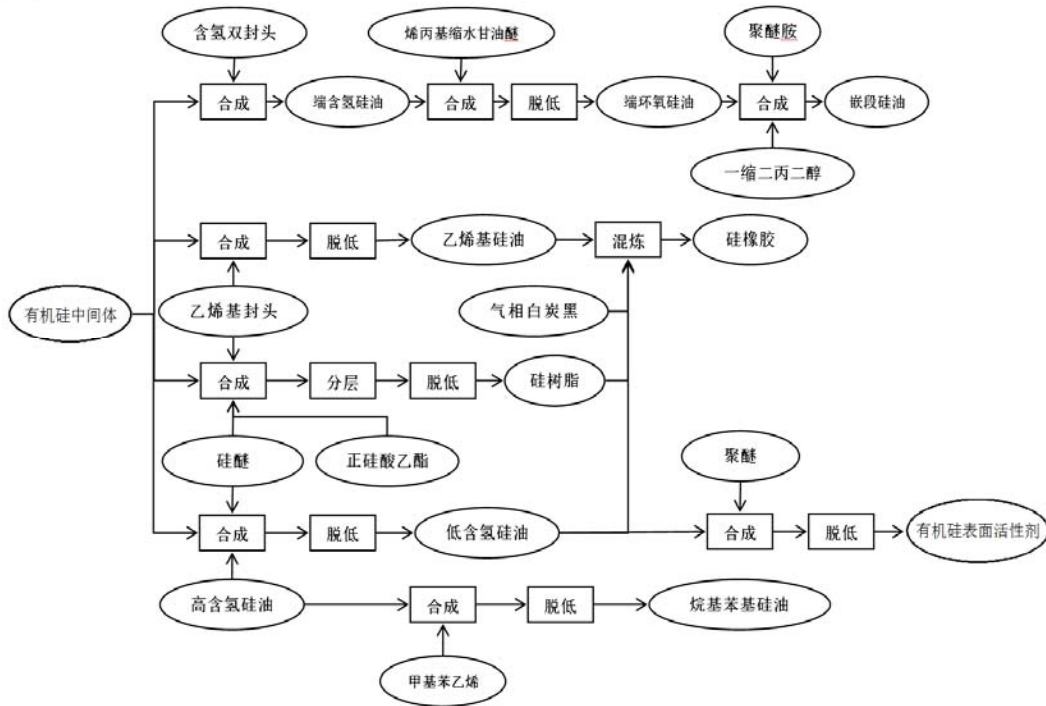 含氢双封头
烯丙基缩水甘油醚
聚醚胺
合成
端含氢硅油
合成
脱低
端环氧硅油
合成
嵌段硅油
一缩二丙二醇
合成
脱低
乙烯基硅油
混炼
硅橡胶
有机硅中间体
乙烯基封头
气相白炭黑
合成
分层
脱低
硅树脂
硅醚
正硅酸乙酯
聚醚
合成
脱低
低含氢硅油
合成
脱低
有机硅表面活性剂
高含氢硅油
合成
脱低
烷基苯基硅油
甲基苯乙烯